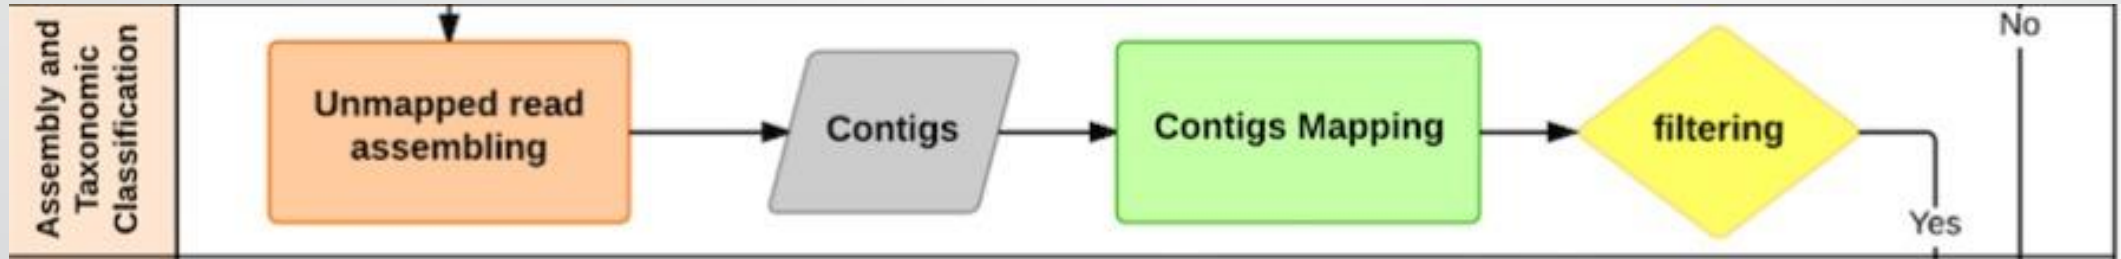 Assembly and
Taxonomic
Classification
Unmapped read
assembling
Contigs
Contigs Mapping
filtering
No
Yes